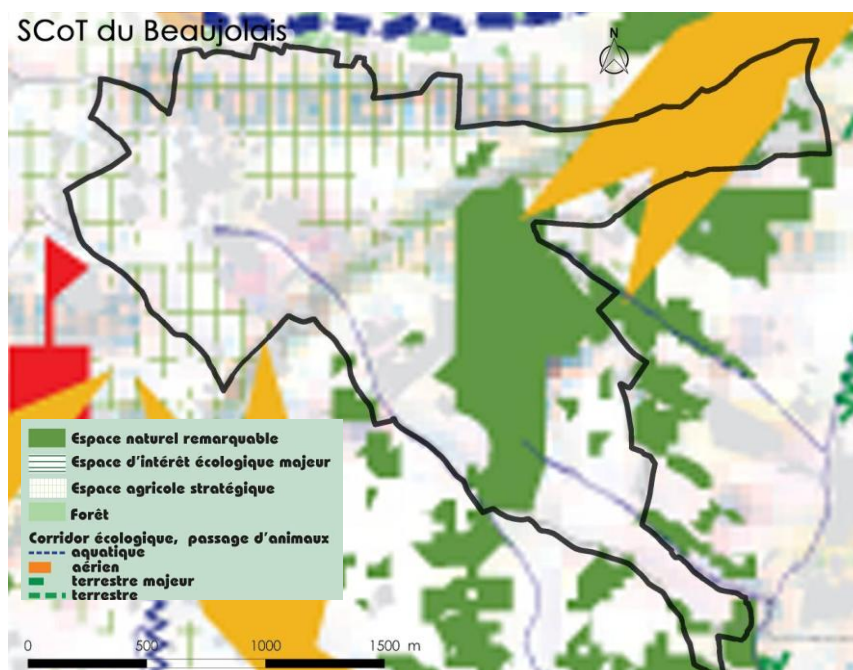 SCoT du Beaujolais
N
Espace naturel remarquable
Espace d'intérêt écologique majeur
Espace agricole stratégique
Forêt
Corridor écologique, passage d'animaux
aquatique
aérien
terrestre majeur
terrestre
0 500 1000 1500 m